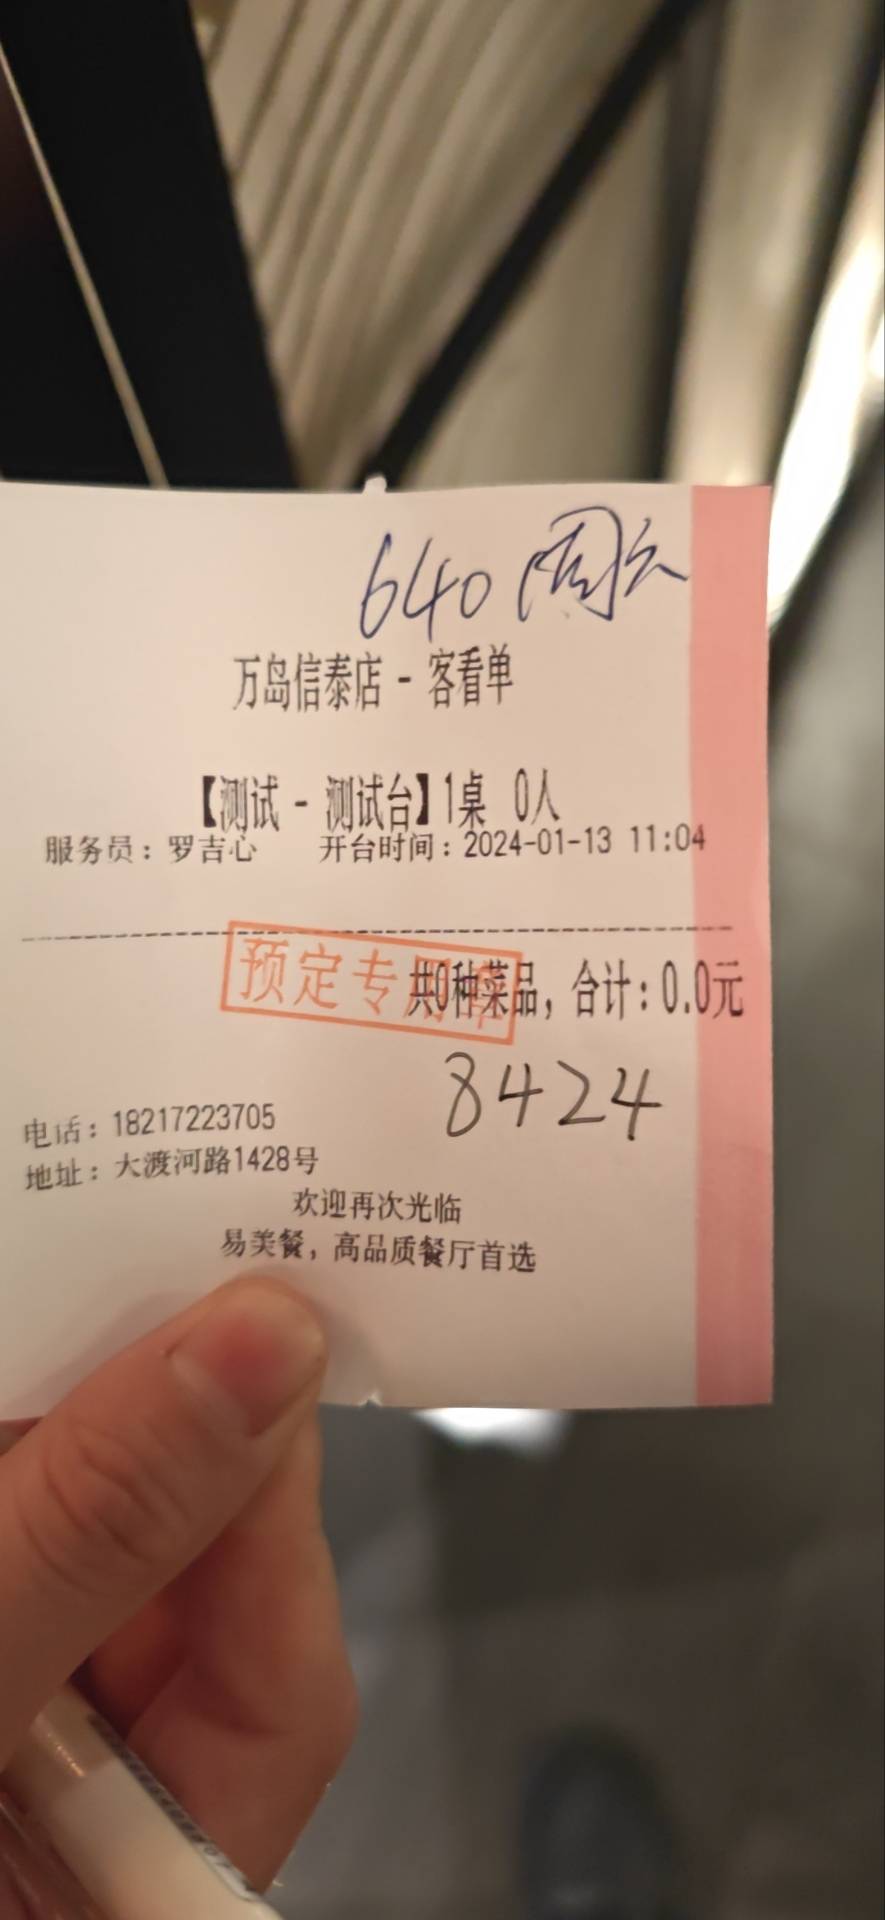 640 周六
万岛信泰店 - 客看单
【测试 - 测试台】1桌 0人
服务员：罗吉心 开台时间：2024-01-13 11:04
预定专用章
共0种菜品，合计：0.0元
8424
电话：18217223705
地址：大渡河路1428号
欢迎再次光临
易美餐，高品质餐厅首选